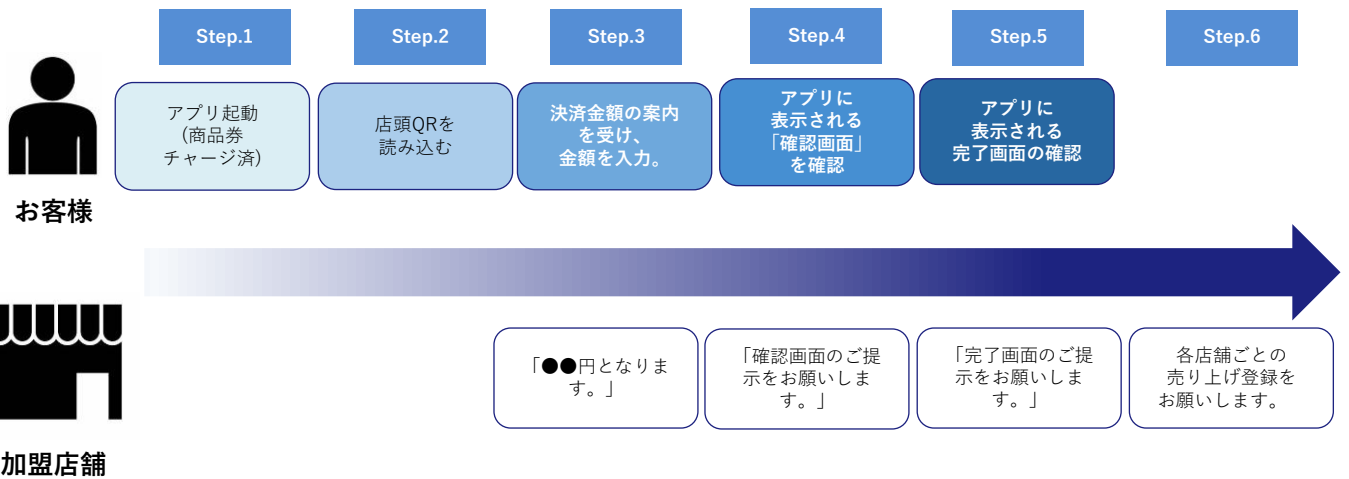 Step.1
Step.2
Step.3
Step.4
Step.5
Step.6
アプリ起動
(商品券
チャージ済)
店頭QRを
読み込む
決済金額の案内
を受け、
金額を入力。
アプリに
表示される
「確認画面」
を確認
アプリに
表示される
完了画面の確認
お客様
「●●円となりま
す。」
「確認画面のご提
示をお願いしま
す。」
「完了画面のご提
示をお願いしま
す。」
各店舗ごとの
売り上げ登録を
お願いします。
加盟店舗